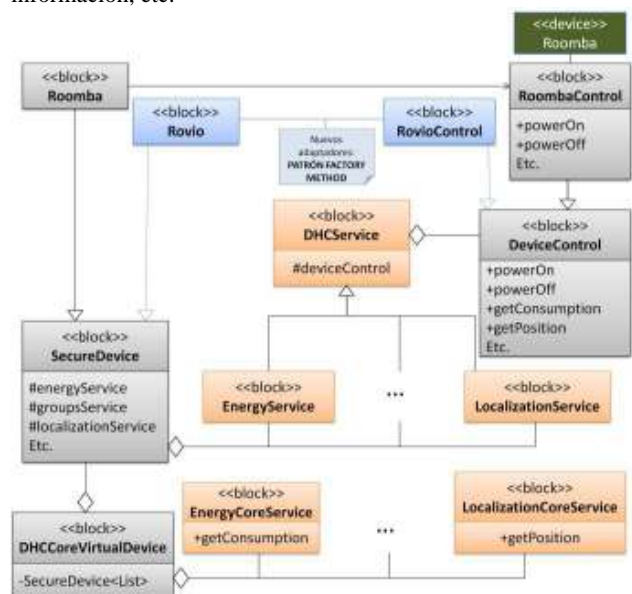 información, etc.
<<device>>
Roomba
<<block>>
Roomba
<<block>>
RoombaControl
+powerOn
+powerOff
Etc.
<<block>>
Rovio
<<block>>
RovioControl
Nuevos
adaptadores
PATRÓN FACTORY
METHOD
<<block>>
DHCService
#deviceControl
<<block>>
DeviceControl
+powerOn
+powerOff
+getConsumption
+getPosition
Etc.
<<block>>
SecureDevice
#energyService
#groupsService
#localizationService
Etc.
<<block>>
EnergyService
...
<<block>>
LocalizationService
<<block>>
EnergyCoreService
+getConsumption
...
<<block>>
LocalizationCoreService
+getPosition
<<block>>
DHCCoreVirtualDevice
-SecureDevice<List>